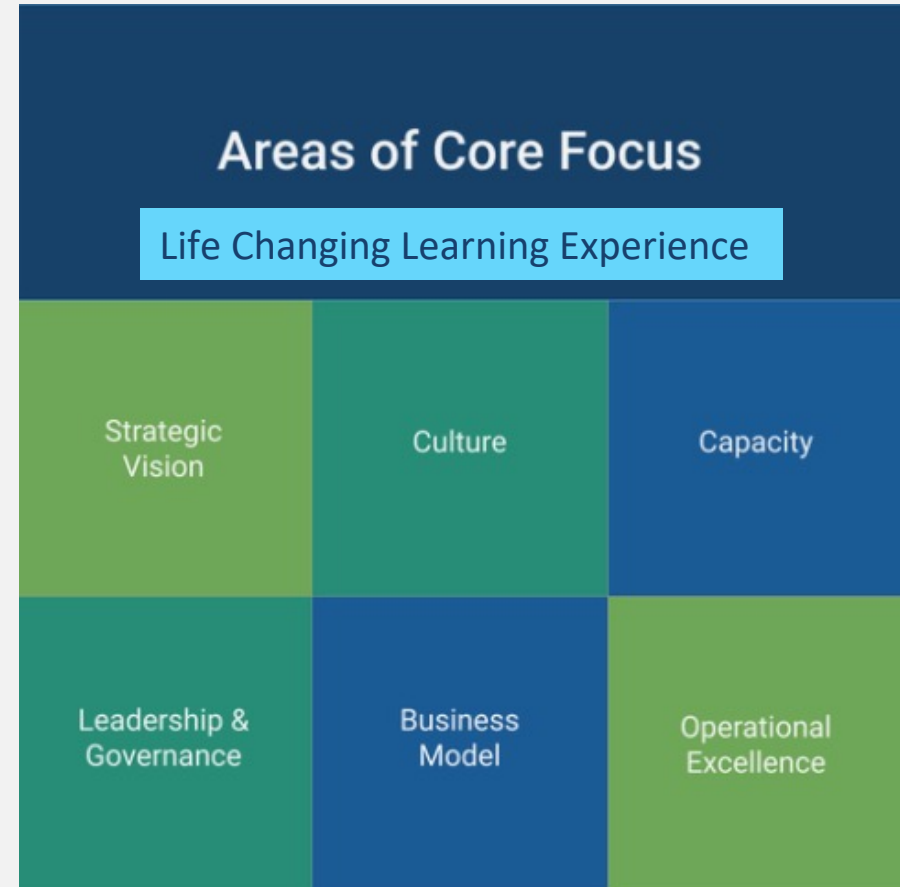 Areas of Core Focus
Life Changing Learning Experience
Strategic
Vision
Culture
Capacity
Leadership &
Governance
Business
Model
Operational
Excellence